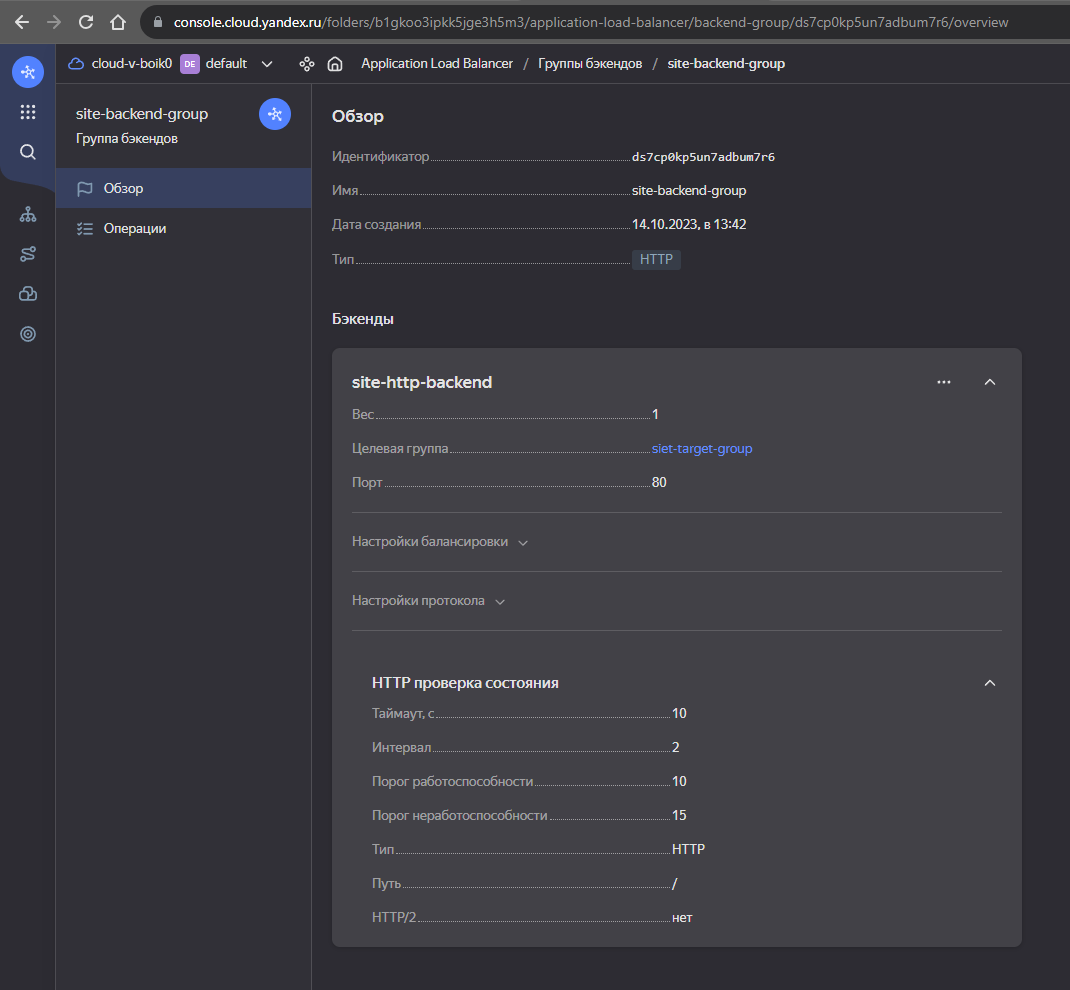 console.cloud.yandex.ru/folders/b1gkoo3ipkk5jge3h5m3/application-load-balancer/backend-group/ds7cp0kp5un7adbum7r6/overview
cloud-v-boik0 DE default Application Load Balancer / Группы бэкендов / site-backend-group
site-backend-group
Группа бэкендов
Обзор
Операции
Обзор
Идентификатор ds7cp0kp5un7adbum7r6
Имя site-backend-group
Дата создания 14.10.2023, в 13:42
Тип HTTP
Бэкенды
site-http-backend
Вес 1
Целевая группа siet-target-group
Порт 80
Настройки балансировки
Настройки протокола
HTTP проверка состояния
Таймаут, с 10
Интервал 2
Порог работоспособности 10
Порог неработоспособности 15
Тип HTTP
Путь /
HTTP/2 нет